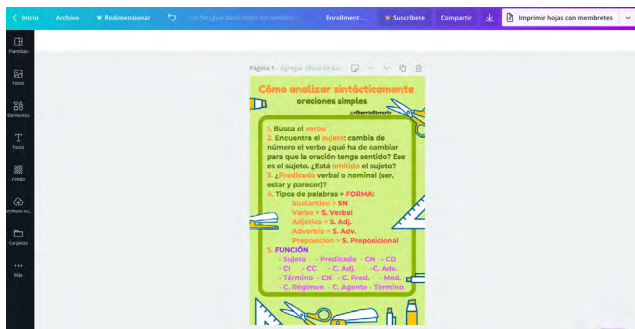 Inicio Archivo Redimensionar Enrollment ... Suscríbete Compartir Imprimir hojas con membretes
Plantillas
Fotos
Elementos
Texto
Fondo
Archivos su...
Carpetas
Más
Página 1 -
Cómo analizar sintácticamente
oraciones simples
1. Busca el verbo
2. Encuentra el sujeto: cambia de
número el verbo ¿qué ha de cambiar
para que la oración tenga sentido? Ese
es el sujeto. ¿Está omitido el sujeto?
3. ¿Predicado verbal o nominal (ser,
estar y parecer)?
4. Tipos de palabras > FORMA:
Sustantivo > SN
Verbo > S. Verbal
Adjetivo > S. Adj.
Adverbio > S. Adv.
Preposición > S. Preposicional
5. FUNCIÓN
- Sujeto - Predicado - CN - CD
- CI - CC - C. Adj. -C. Adv.
- Término - CN - C. Pred. - Mod.
- C. Régimen - C. Agente - Término